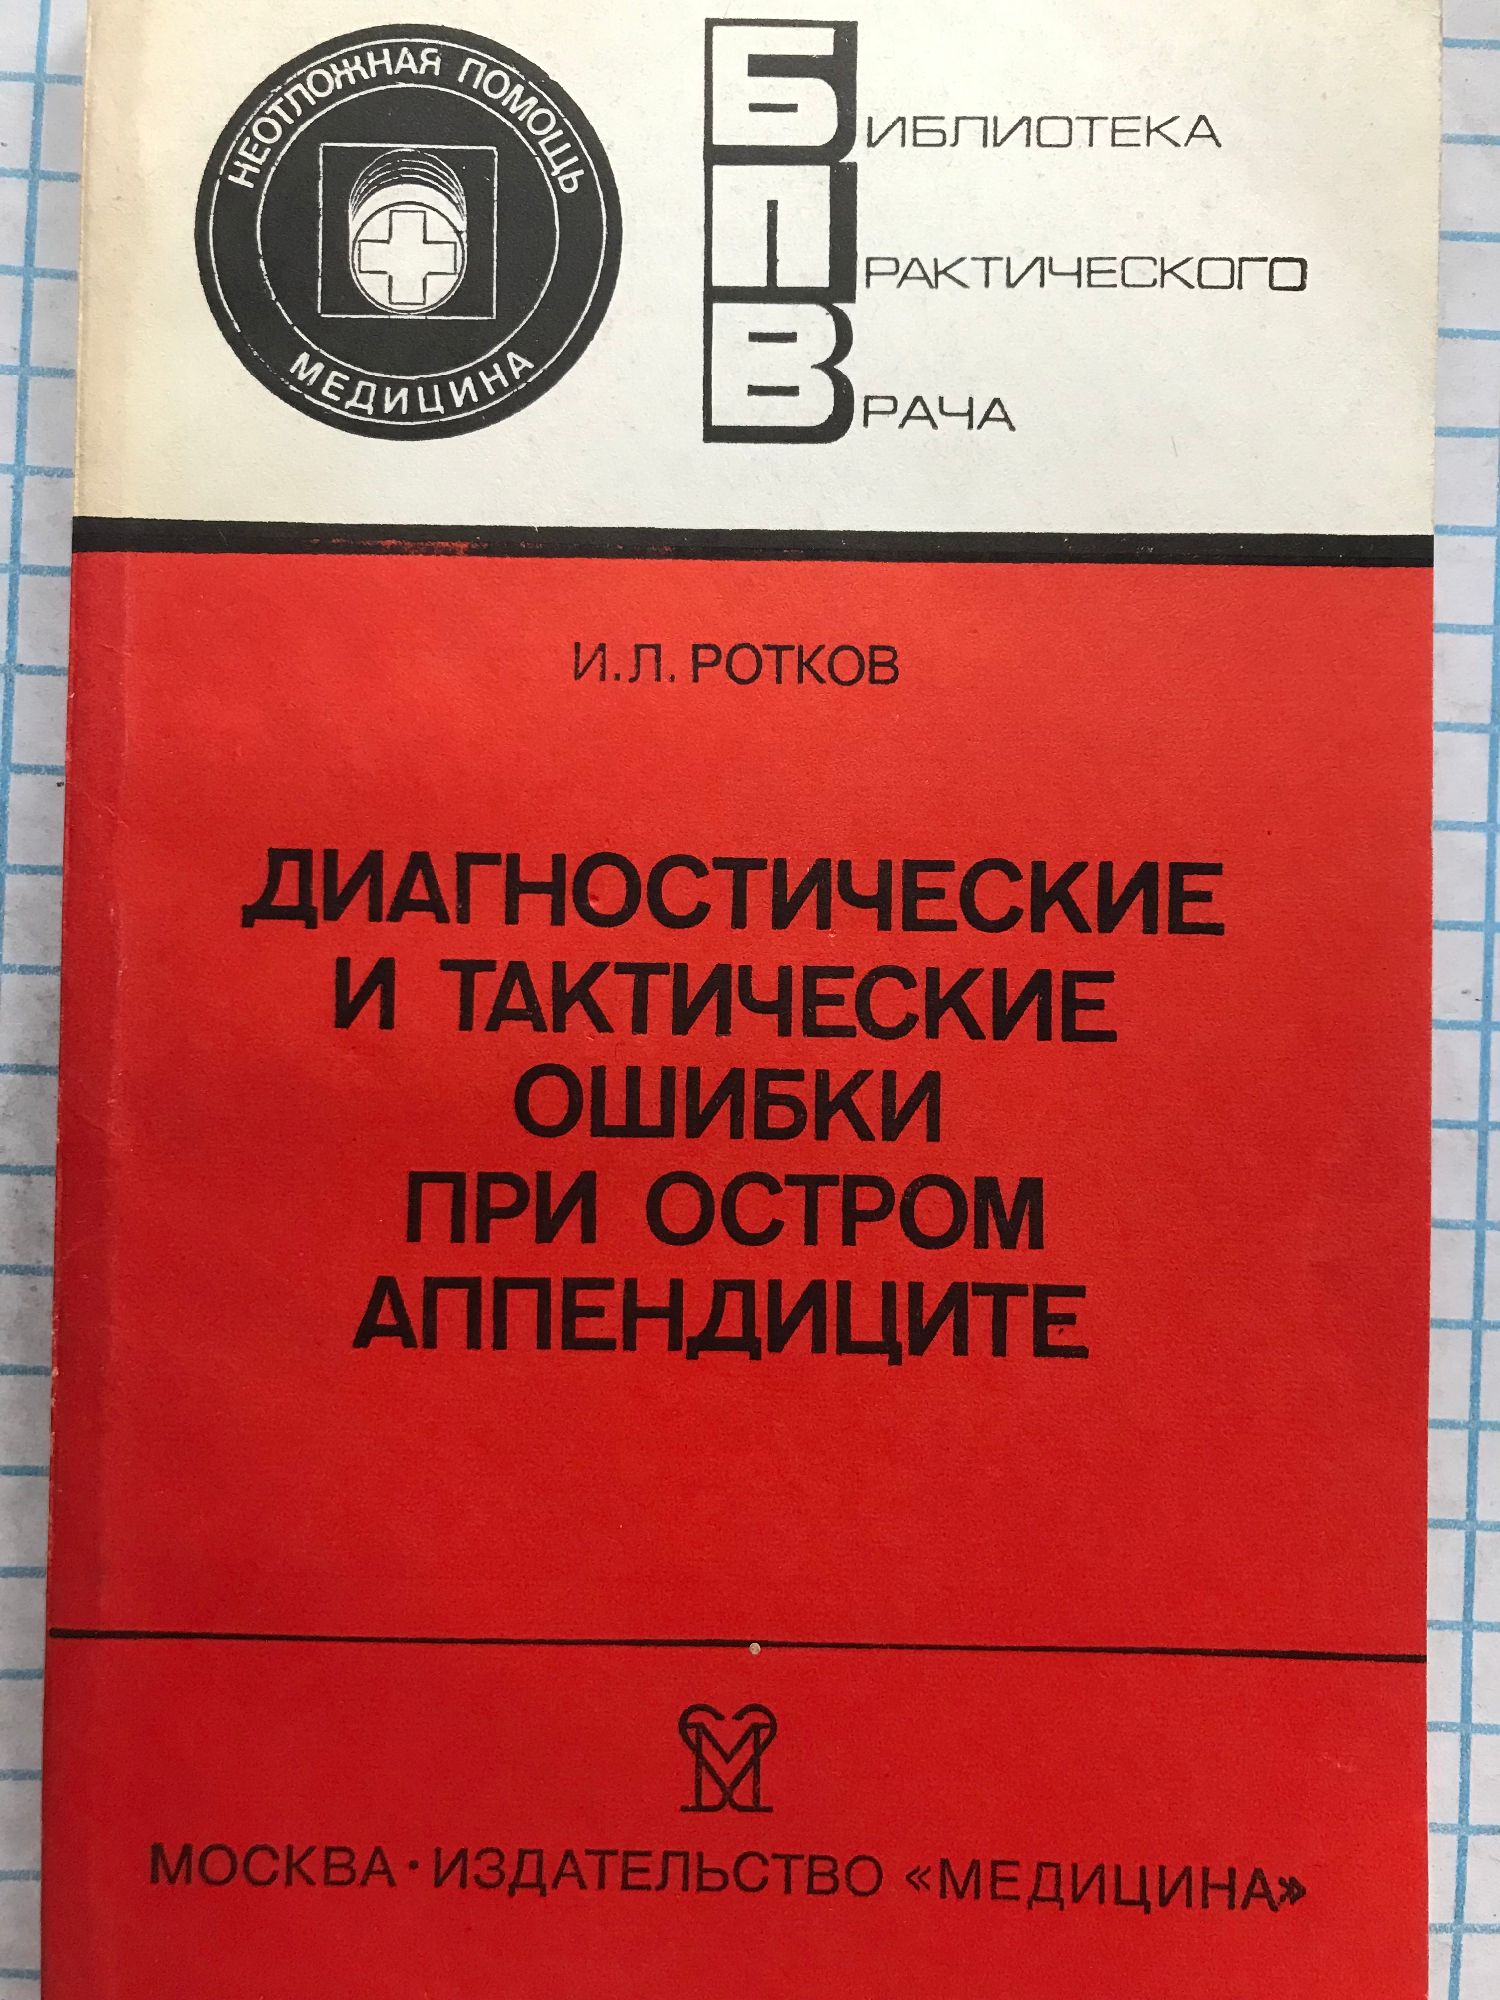 НЕОТЛОЖНАЯ ПОМОЩЬ
МЕДИЦИНА
БИБЛИОТЕКА
ПРАКТИЧЕСКОГО
ВРАЧА
И.Л. РОТКОВ
ДИАГНОСТИЧЕСКИЕ
И ТАКТИЧЕСКИЕ
ОШИБКИ
ПРИ ОСТРОМ
АППЕНДИЦИТЕ
МОСКВА · ИЗДАТЕЛЬСТВО «МЕДИЦИНА»